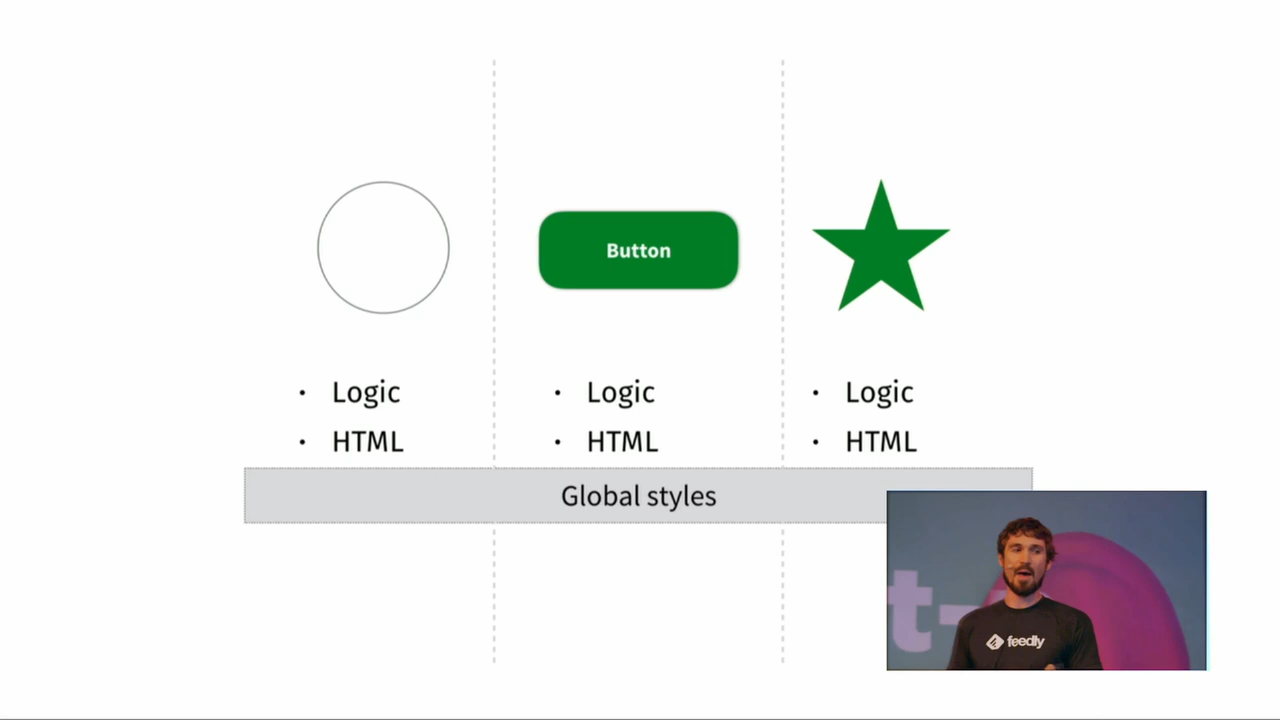 Button
• Logic
• HTML
• Logic
• HTML
• Logic
• HTML
Global styles
t-
feedly